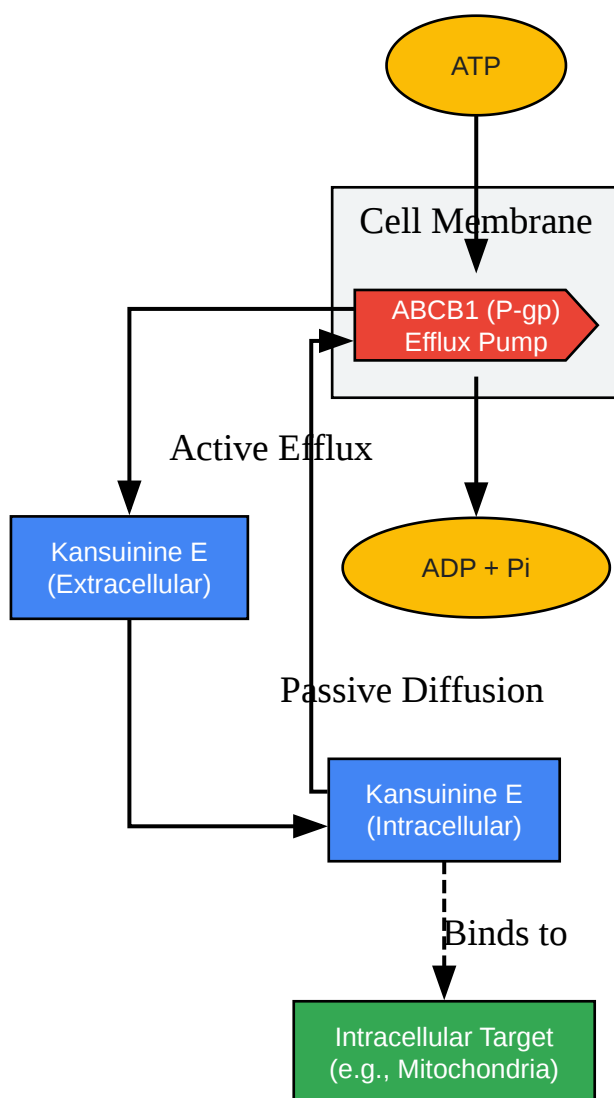 ATP
Cell Membrane
ABCB1 (P-gp)
Efflux Pump
Active Efflux
Kansuinine E
(Extracellular)
ADP + Pi
Passive Diffusion
Kansuinine E
(Intracellular)
Binds to
Intracellular Target
(e.g., Mitochondria)